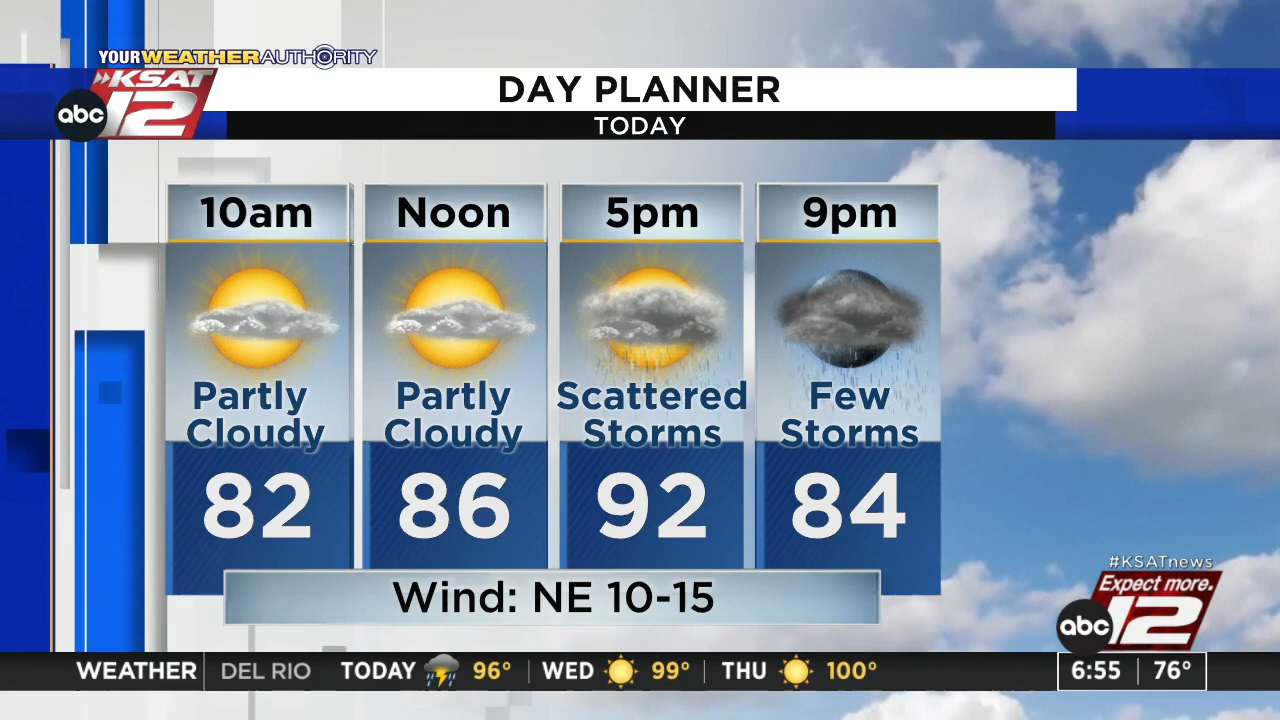 YOURWEATHERAUTHORITY
KSAT
abc 12
DAY PLANNER
TODAY
10am
Noon
5pm
9pm
Partly
Cloudy
Partly
Cloudy
Scattered
Storms
Few
Storms
82
86
92
84
Wind: NE 10-15
#KSATnews
Expect more.
abc 12
WEATHER DEL RIO TODAY 96° WED 99° THU 100° 6:55 76°